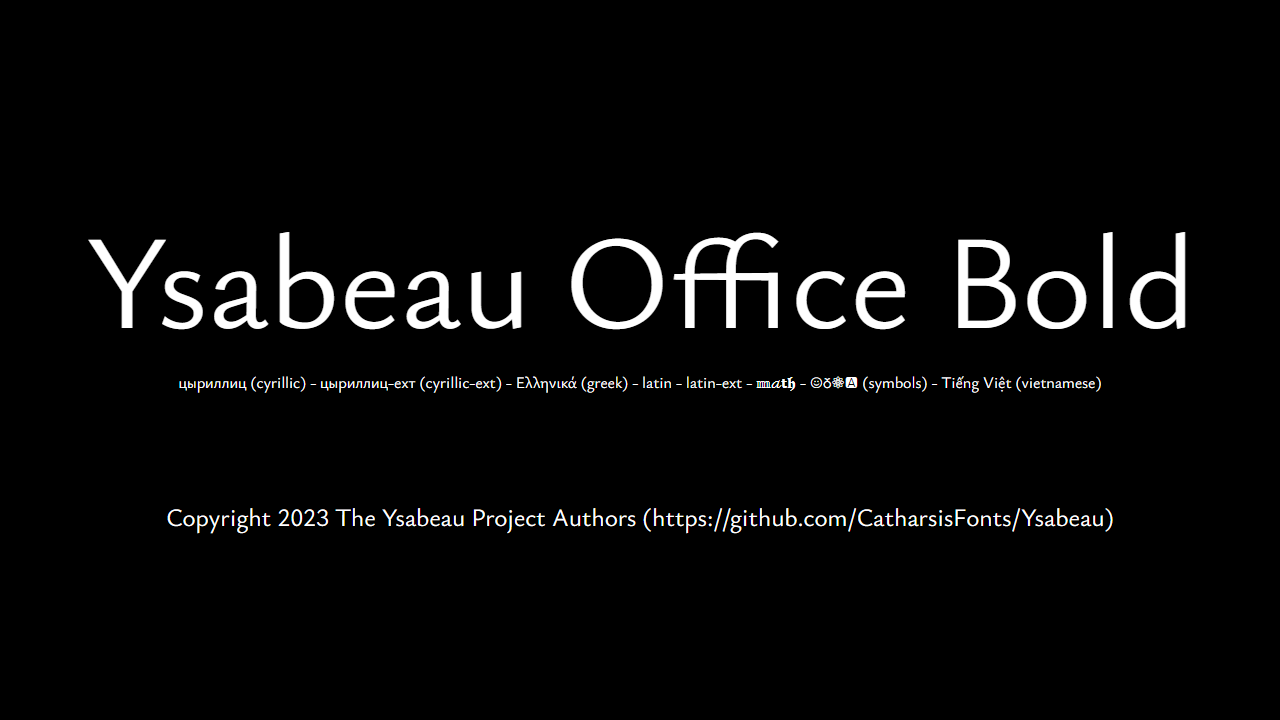 Ysabeau Office Bold
цыриллиц (cyrillic) – цыриллиц-ехт (cyrillic-ext) – Ελληνικά (greek) – latin – latin-ext – 𝕞𝒶𝐭𝖍 – ☺♉❁🅰 (symbols) – Tiếng Việt (vietnamese)
Copyright 2023 The Ysabeau Project Authors (https://github.com/CatharsisFonts/Ysabeau)